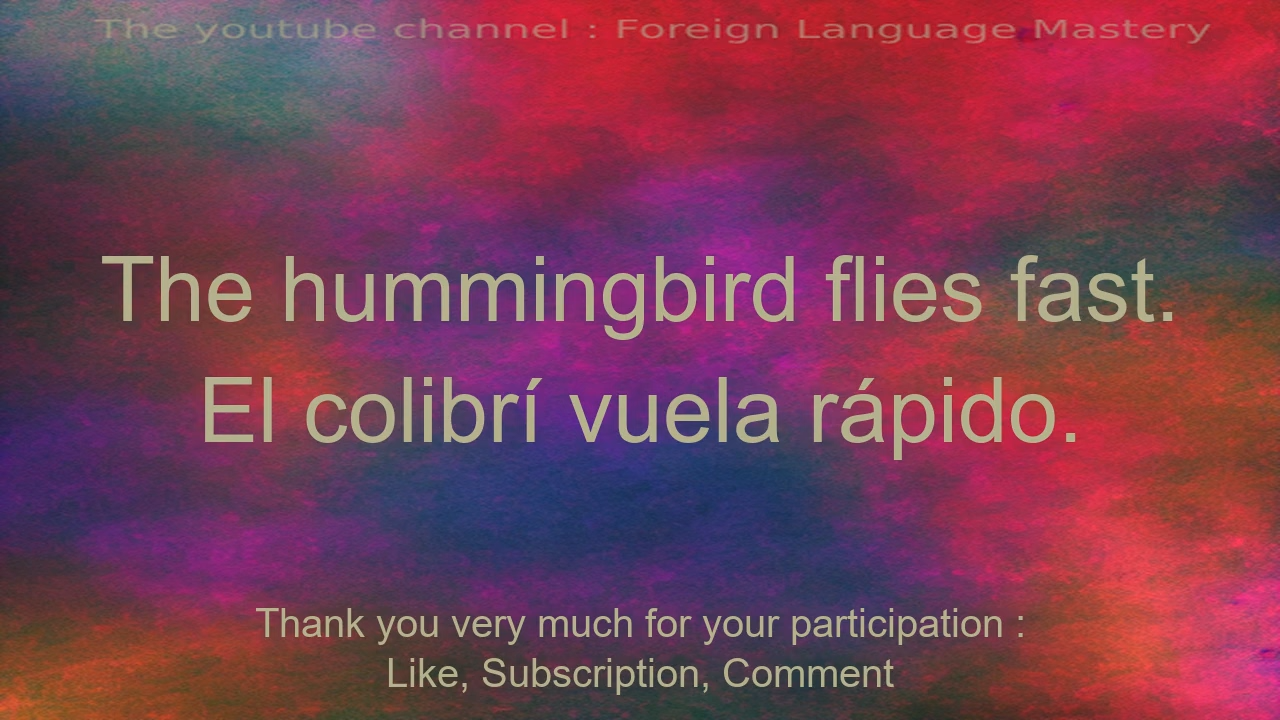 The youtube channel : Foreign Language Mastery
The hummingbird flies fast.
El colibrí vuela rápido.
Thank you very much for your participation :
Like, Subscription, Comment